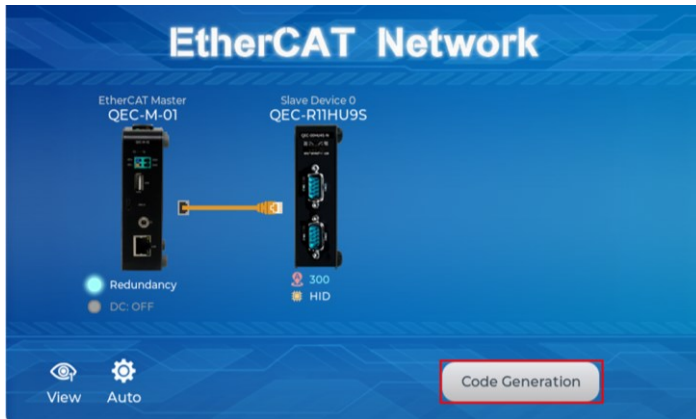 EtherCAT Network
EtherCAT Master
QEC-M-01
Slave Device 0
QEC-R11HU9S
Redundancy
DC: OFF
300
HID
View
Auto
Code Generation